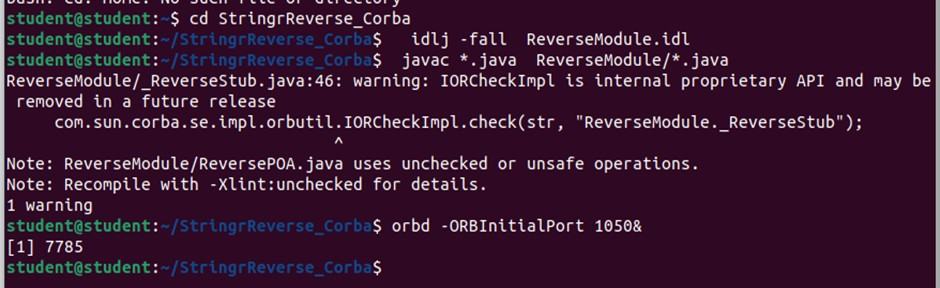 bash: cd: HOME: No such file or directory
student@student:~$ cd StringrReverse_Corba
student@student:~/StringrReverse_Corba$   idlj -fall  ReverseModule.idl
student@student:~/StringrReverse_Corba$  javac *.java  ReverseModule/*.java
ReverseModule/_ReverseStub.java:46: warning: IORCheckImpl is internal proprietary API and may be
 removed in a future release
    com.sun.corba.se.impl.orbutil.IORCheckImpl.check(str, "ReverseModule._ReverseStub");
                                 ^
Note: ReverseModule/ReversePOA.java uses unchecked or unsafe operations.
Note: Recompile with -Xlint:unchecked for details.
1 warning
student@student:~/StringrReverse_Corba$ orbd -ORBInitialPort 1050&
[1] 7785
student@student:~/StringrReverse_Corba$